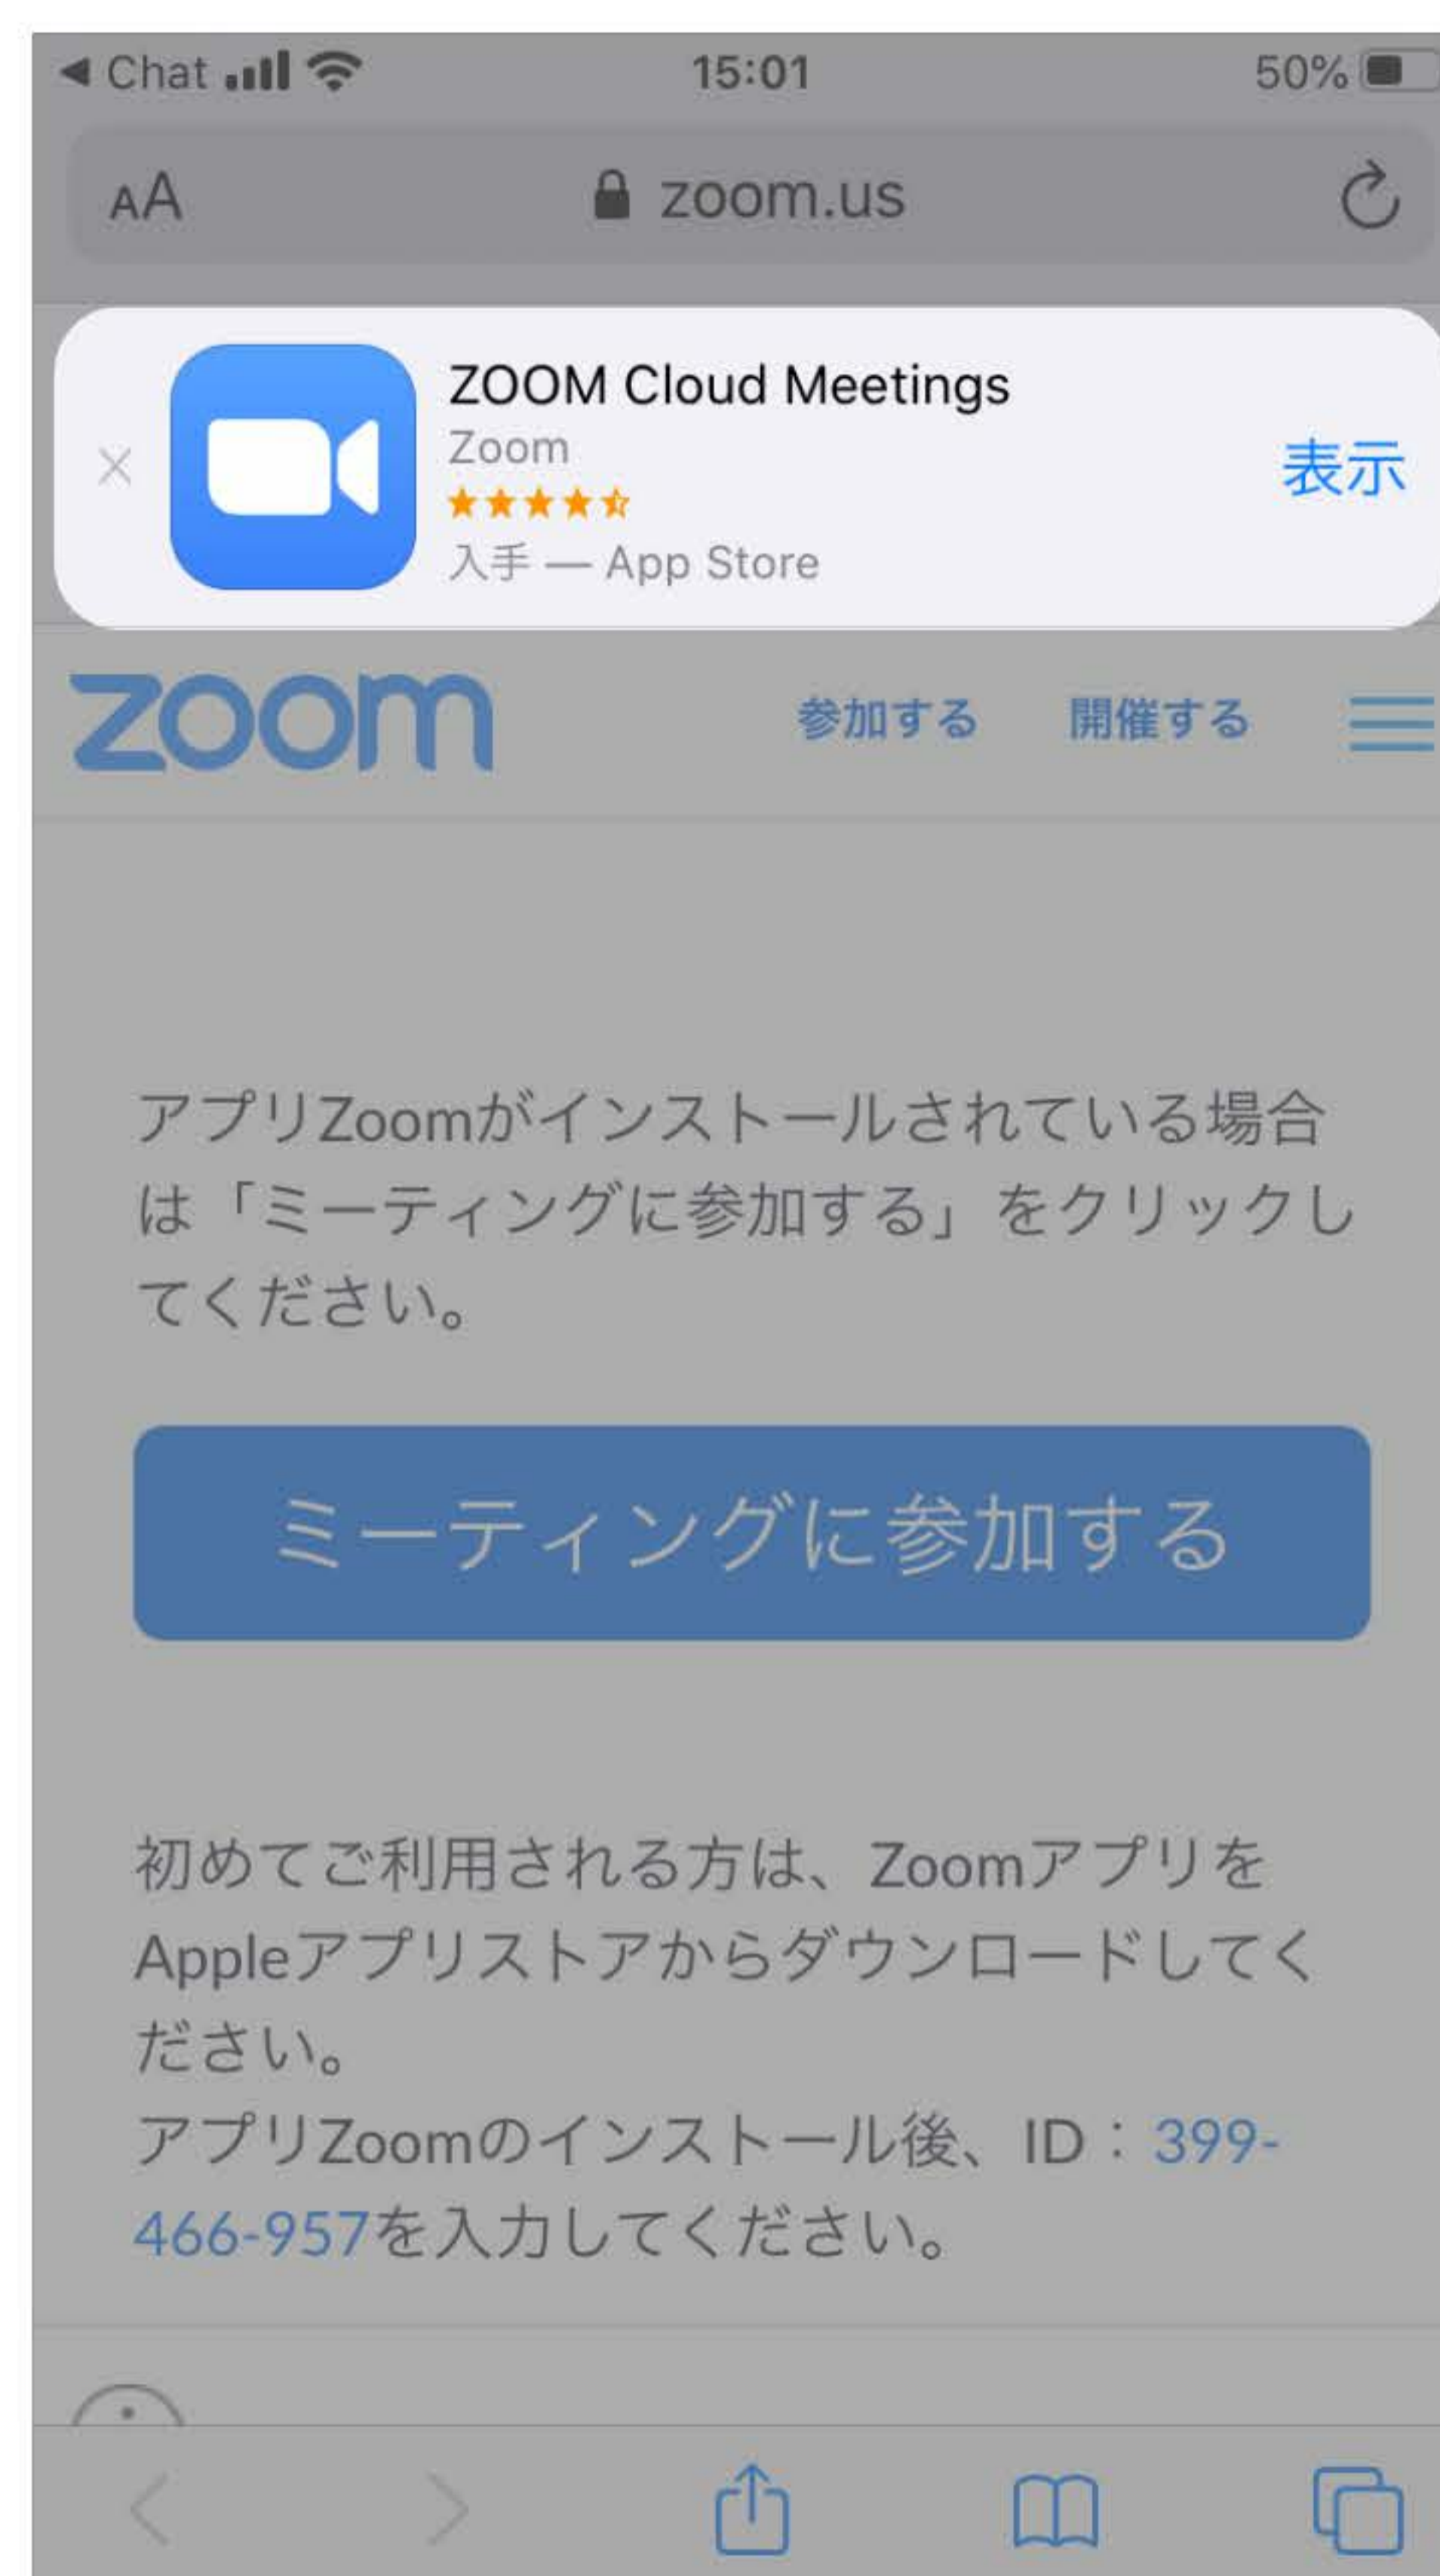 Chat
15:01
50%
AA
zoom.us
ZOOM Cloud Meetings
Zoom
入手 — App Store
表示
zoom
参加する
開催する
アプリZoomがインストールされている場合
は「ミーティングに参加する」をクリックし
てください。
ミーティングに参加する
初めてご利用される方は、Zoomアプリを
Appleアプリストアからダウンロードしてく
ださい。
アプリZoomのインストール後、ID：399-
466-957を入力してください。